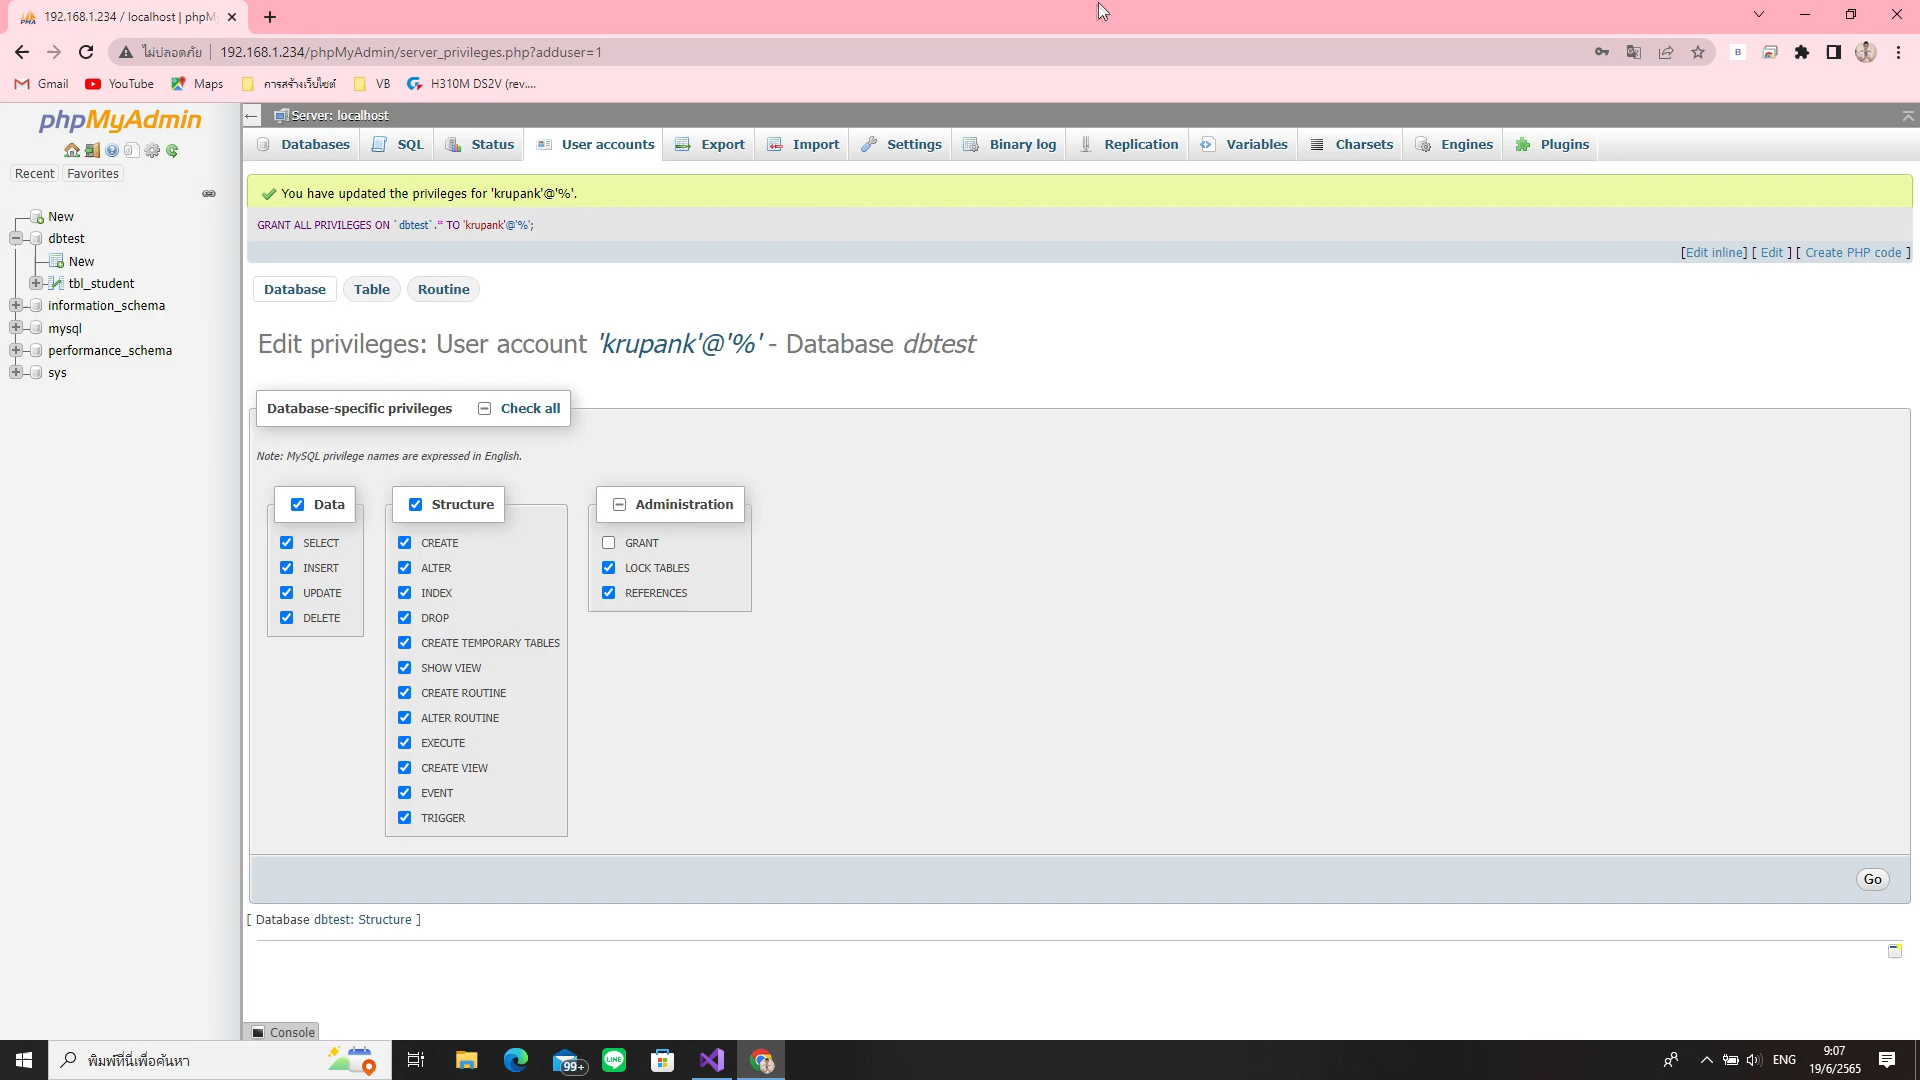 192.168.1.234 / localhost | phpM
ไม่ปลอดภัย
192.168.1.234/phpMyAdmin/server_privileges.php?adduser=1
Gmail
YouTube
Maps
การสร้างเว็บไซต์
VB
H310M DS2V (rev....
phpMyAdmin
Recent
Favorites
New
dbtest
New
tbl_student
information_schema
mysql
performance_schema
sys
Server: localhost
Databases
SQL
Status
User accounts
Export
Import
Settings
Binary log
Replication
Variables
Charsets
Engines
Plugins
You have updated the privileges for 'krupank'@'%'.
GRANT ALL PRIVILEGES ON `dbtest`.* TO 'krupank'@'%';
[Edit inline] [ Edit ] [ Create PHP code ]
Database
Table
Routine
Edit privileges: User account 'krupank'@'%' - Database dbtest
Database-specific privileges
Check all
Note: MySQL privilege names are expressed in English.
Data
SELECT
INSERT
UPDATE
DELETE
Structure
CREATE
ALTER
INDEX
DROP
CREATE TEMPORARY TABLES
SHOW VIEW
CREATE ROUTINE
ALTER ROUTINE
EXECUTE
CREATE VIEW
EVENT
TRIGGER
Administration
GRANT
LOCK TABLES
REFERENCES
Go
[ Database dbtest: Structure ]
Console
พิมพ์ที่นี่เพื่อค้นหา
99+
LINE
ENG
9:07
19/6/2565